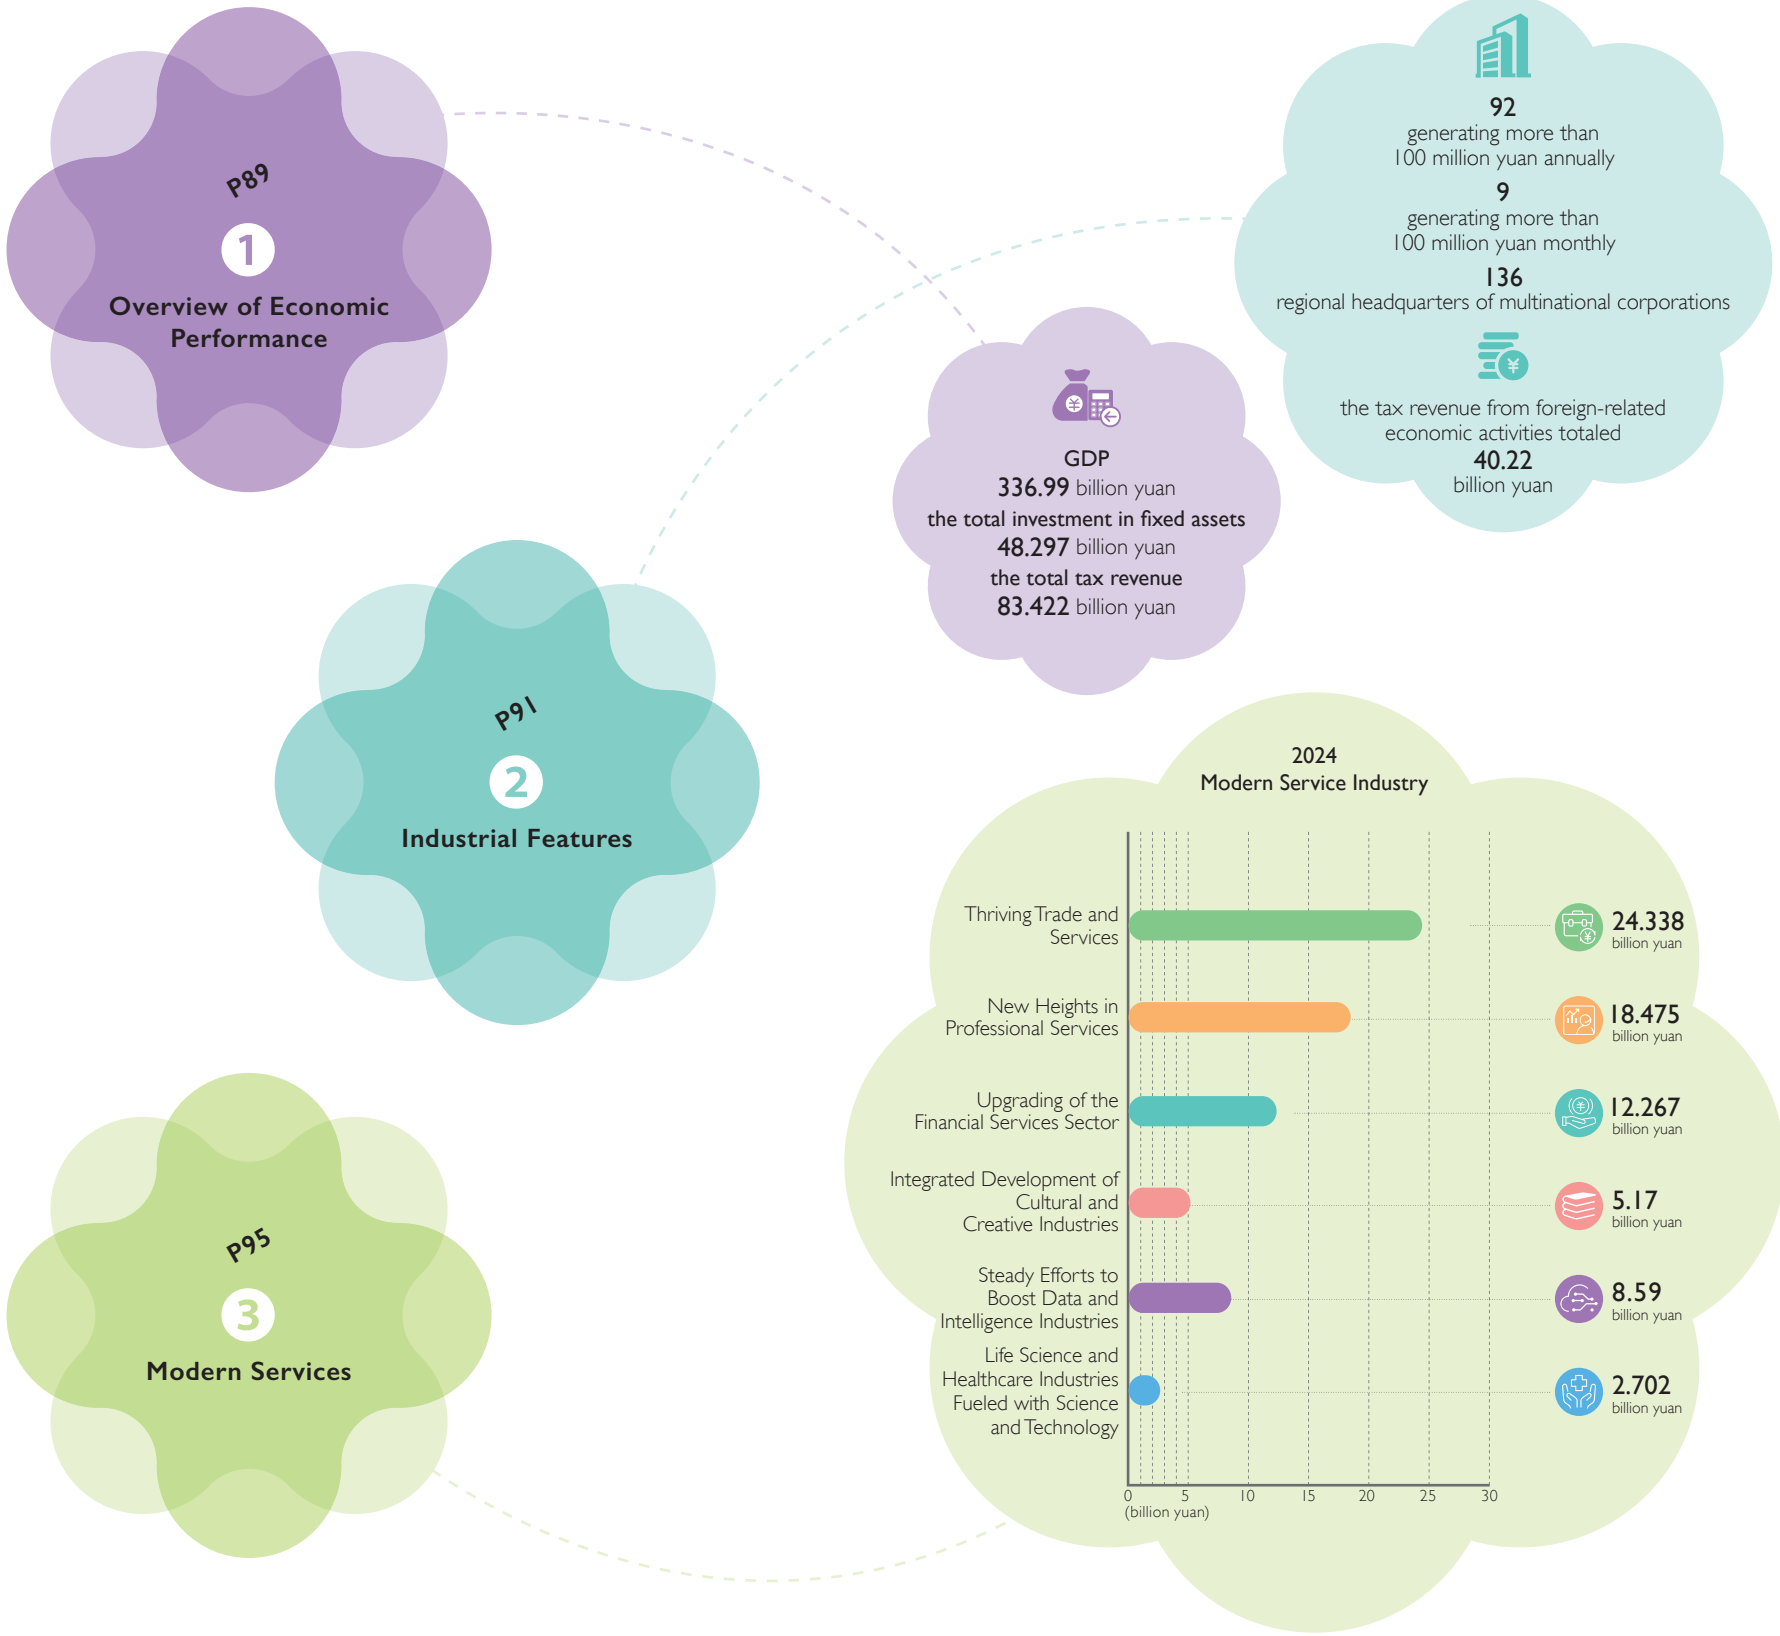 P89
1
Overview of Economic
Performance
92
generating more than
100 million yuan annually
9
generating more than
100 million yuan monthly
136
regional headquarters of multinational corporations
¥
the tax revenue from foreign-related
economic activities totaled
40.22
billion yuan
¥
GDP
336.99 billion yuan
the total investment in fixed assets
48.297 billion yuan
the total tax revenue
83.422 billion yuan
P91
2
Industrial Features
P95
3
Modern Services
2024
Modern Service Industry
Thriving Trade and
Services
¥
24.338
billion yuan
New Heights in
Professional Services
18.475
billion yuan
Upgrading of the
Financial Services Sector
¥
12.267
billion yuan
Integrated Development of
Cultural and
Creative Industries
5.17
billion yuan
Steady Efforts to
Boost Data and
Intelligence Industries
8.59
billion yuan
Life Science and
Healthcare Industries
Fueled with Science
and Technology
2.702
billion yuan
0 5 10 15 20 25 30
(billion yuan)